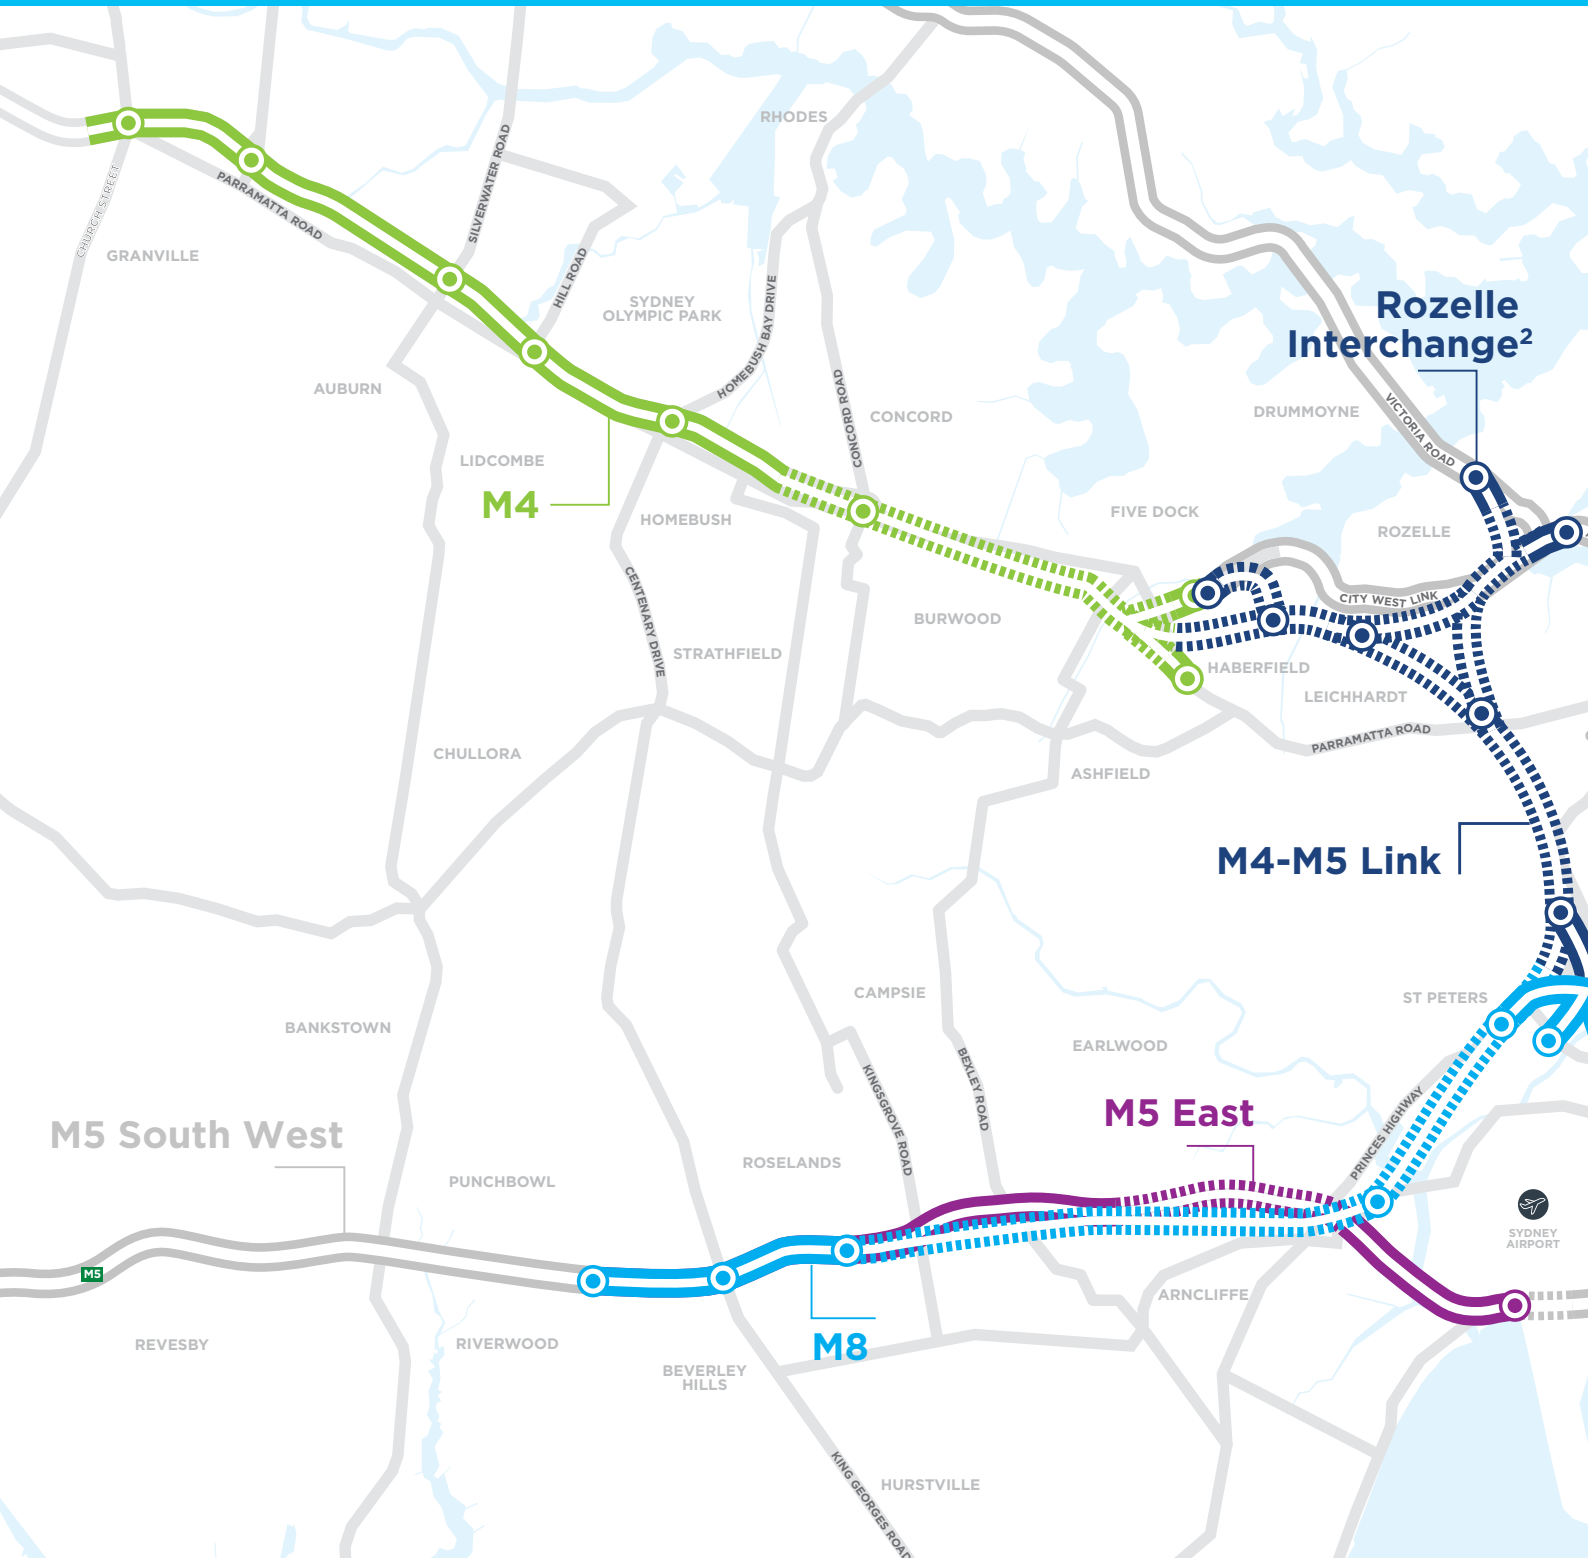 RHODES
CHURCH STREET
PARRAMATTA ROAD
SILVERWATER ROAD
GRANVILLE
HILL ROAD
SYDNEY
OLYMPIC PARK
HOMEBUSH BAY DRIVE
Rozelle
Interchange²
AUBURN
CONCORD ROAD
CONCORD
DRUMMOYNE
VICTORIA ROAD
LIDCOMBE
M4
HOMEBUSH
FIVE DOCK
ROZELLE
CENTENARY DRIVE
CITY WEST LINK
BURWOOD
STRATHFIELD
HABERFIELD
LEICHHARDT
PARRAMATTA ROAD
CHULLORA
ASHFIELD
M4-M5 Link
CAMPSIE
ST PETERS
BANKSTOWN
EARLWOOD
KINGSGROVE ROAD
BEXLEY ROAD
M5 East
PRINCES HIGHWAY
M5 South West
ROSELANDS
PUNCHBOWL
SYDNEY
AIRPORT
M5
ARNCLIFFE
REVESBY
RIVERWOOD
M8
BEVERLEY
HILLS
HURSTVILLE
KING GEORGES ROAD